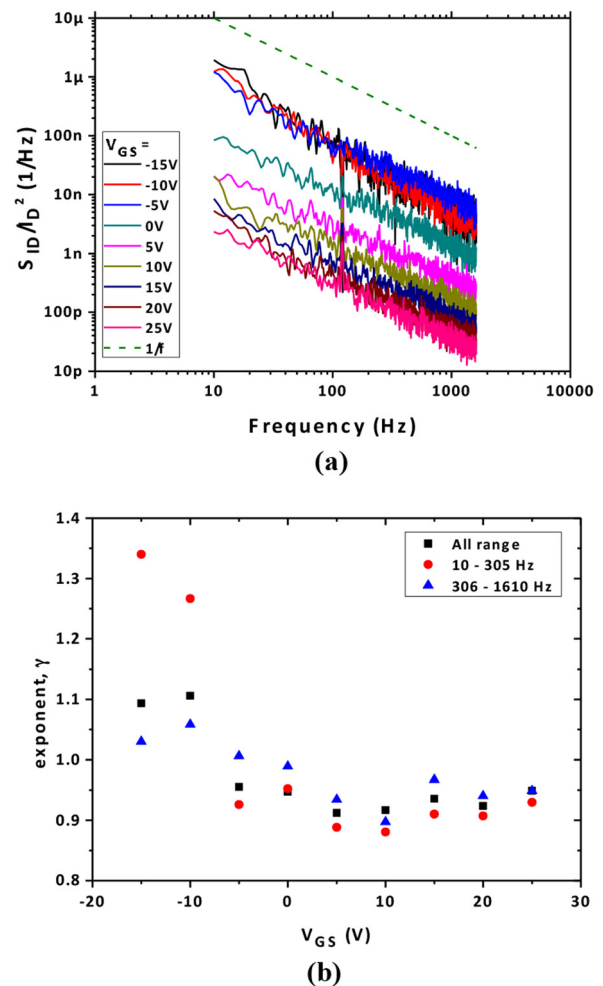 10µ
1µ
100n
10n
1n
100p
10p
S_ID/I_D² (1/Hz)
V_GS =
-15V
-10V
-5V
0V
5V
10V
15V
20V
25V
1/f
1
10
100
1000
10000
Frequency (Hz)
(a)
1.4
1.3
1.2
1.1
1.0
0.9
0.8
exponent, γ
All range
10 - 305 Hz
306 - 1610 Hz
-20
-10
0
10
20
30
V_GS (V)
(b)